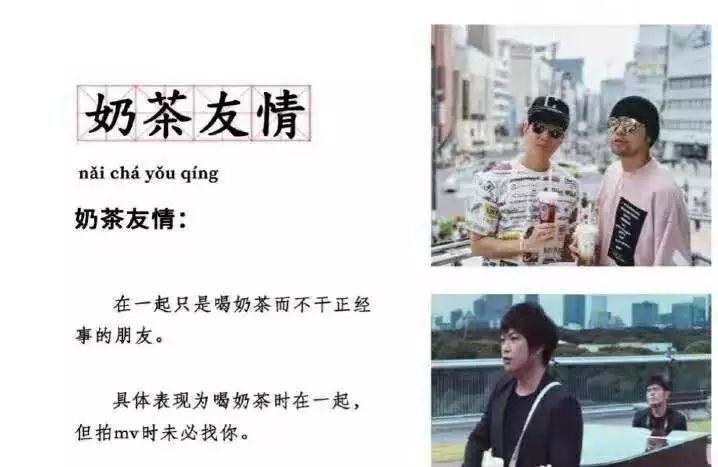 奶茶友情
nǎi chá yǒu qíng
奶茶友情：
在一起只是喝奶茶而不干正经
事的朋友。
具体表现为喝奶茶时在一起，
但拍mv时未必找你。